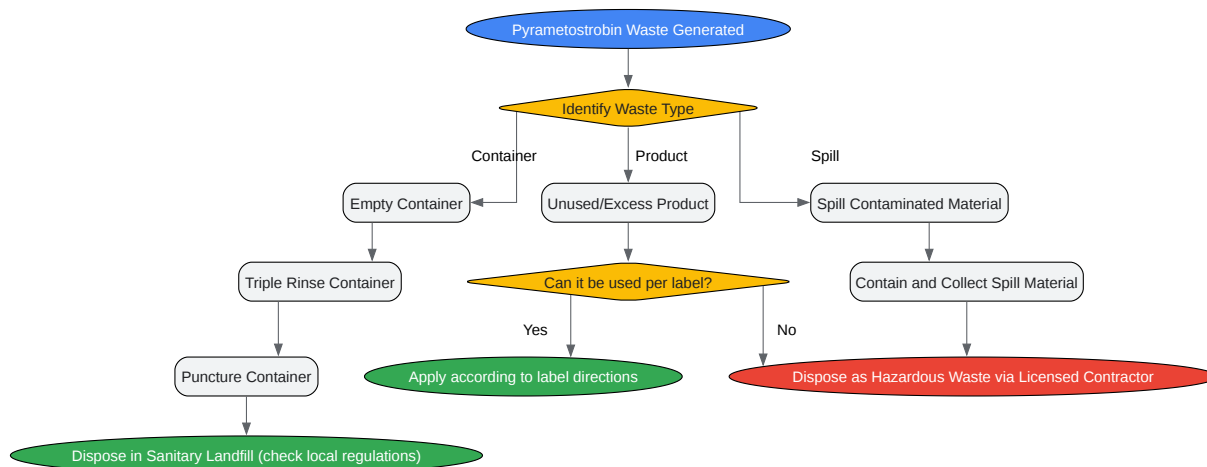 Pyrametostrobin Waste Generated
Identify Waste Type
Container
Product
Spill
Empty Container
Unused/Excess Product
Spill Contaminated Material
Triple Rinse Container
Can it be used per label?
Contain and Collect Spill Material
Yes
No
Puncture Container
Apply according to label directions
Dispose as Hazardous Waste via Licensed Contractor
Dispose in Sanitary Landfill (check local regulations)